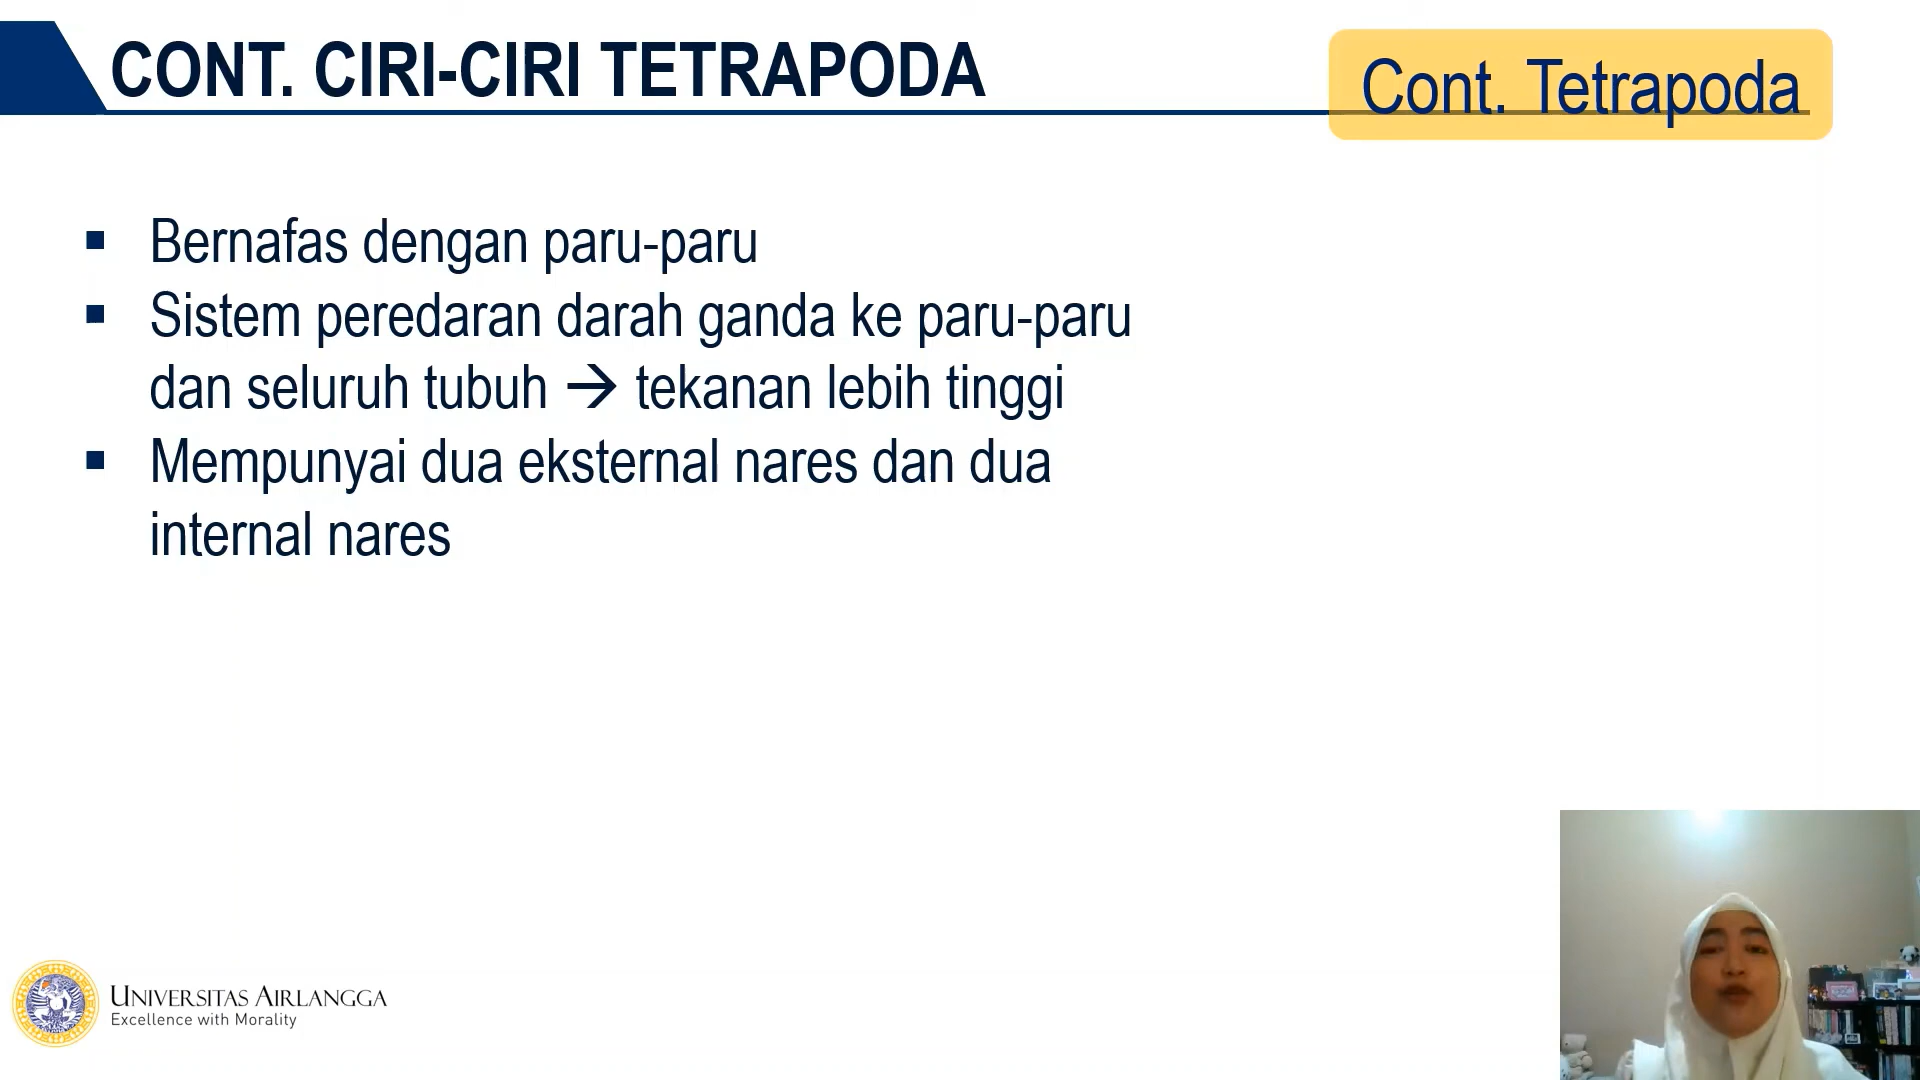 CONT. CIRI-CIRI TETRAPODA
Cont. Tetrapoda
▪ Bernafas dengan paru-paru
▪ Sistem peredaran darah ganda ke paru-paru
dan seluruh tubuh → tekanan lebih tinggi
▪ Mempunyai dua eksternal nares dan dua
internal nares
UNIVERSITAS AIRLANGGA
Excellence with Morality